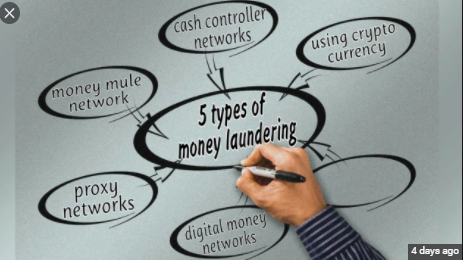 cash controller
networks
using crypto
currency
money mule
network
5 types of
money laundering
proxy
networks
digital money
networks
4 days ago